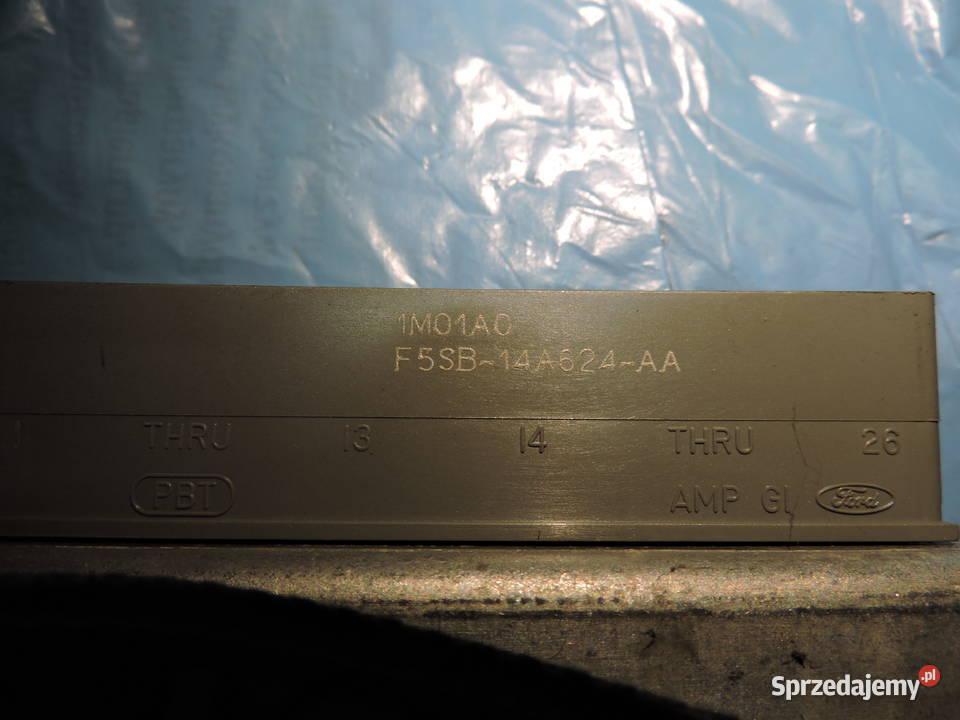 1M01A0
F5SB-14A624-AA
1 THRU 13 14 THRU 26
PBT AMP GI Ford
Sprzedajemy.pl